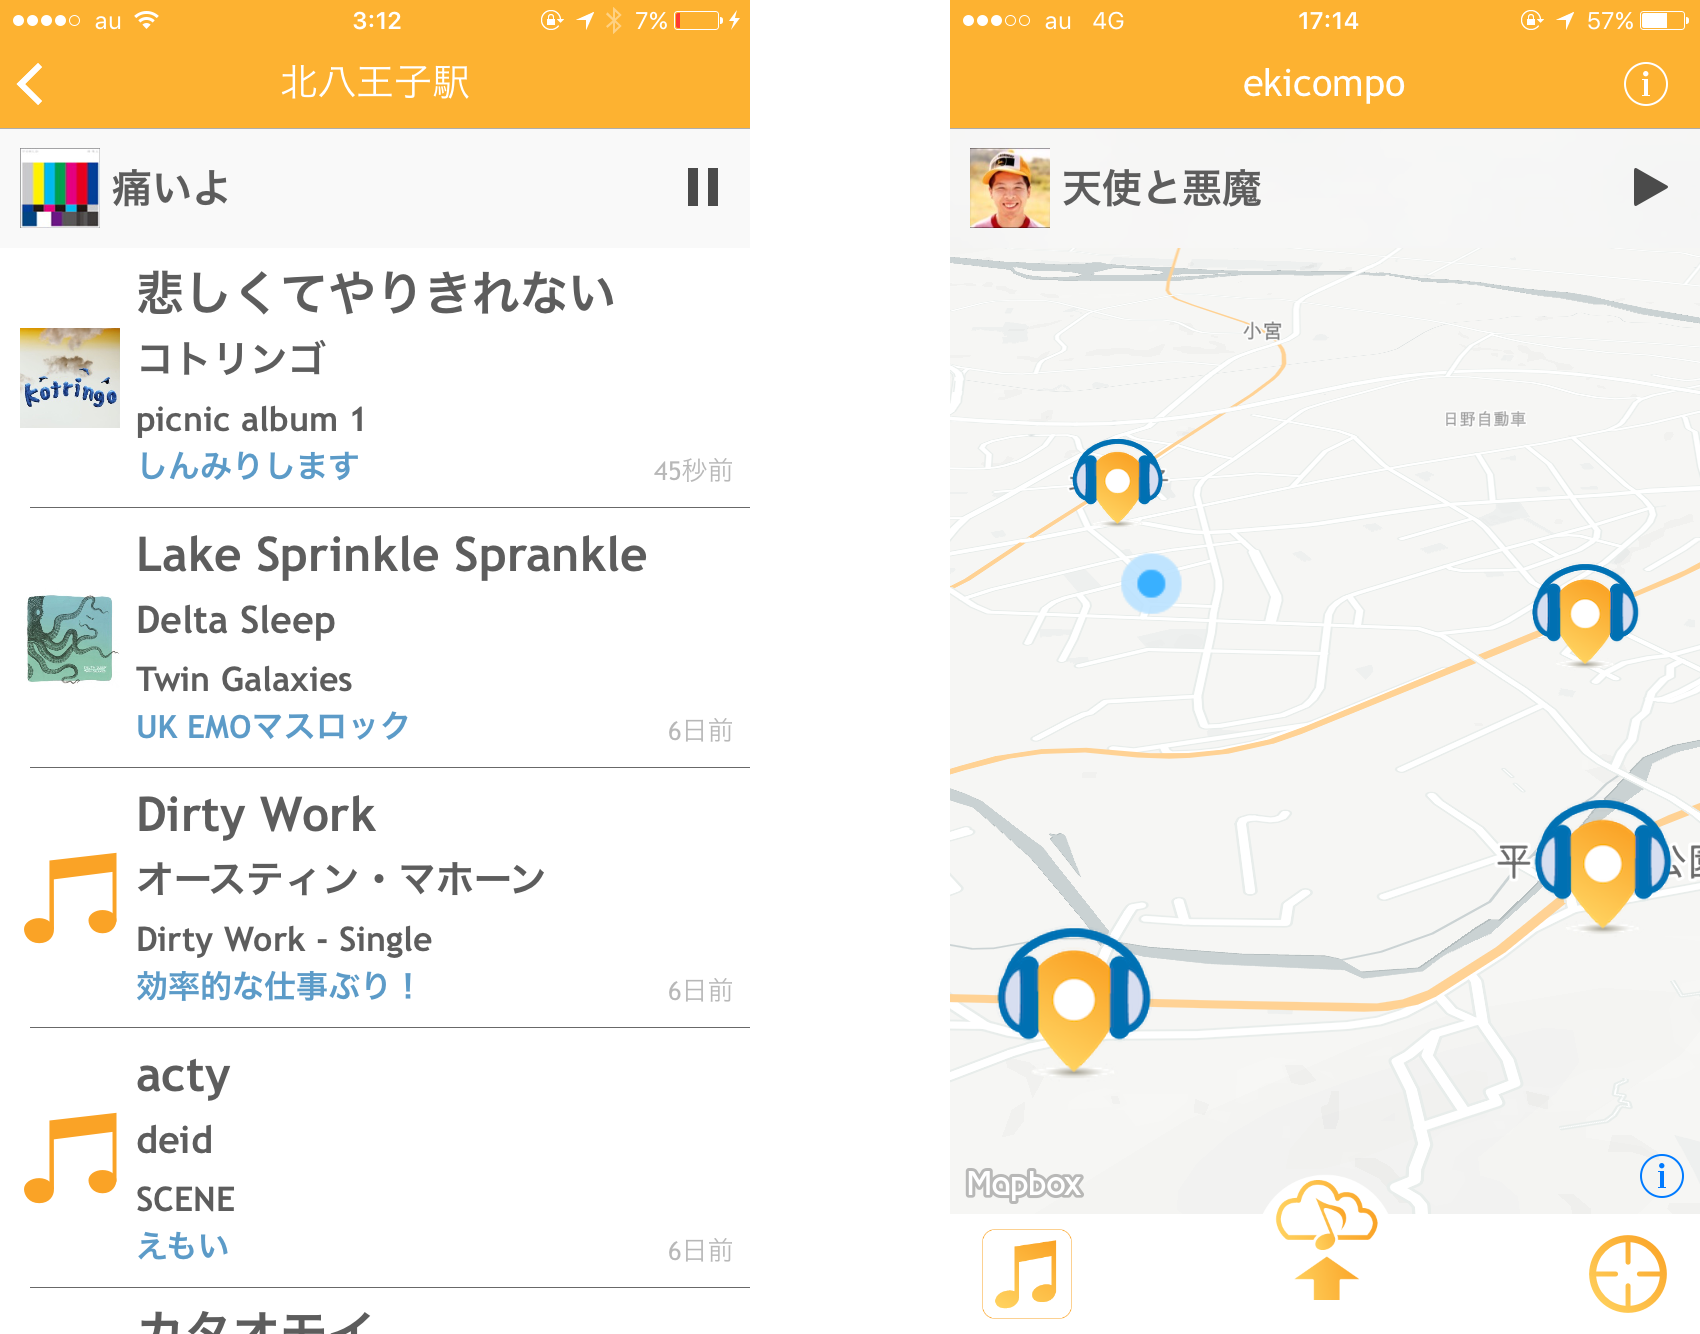 au
3:12
7%
北八王子駅
痛いよ
悲しくてやりきれない
kotringo
コトリンゴ
picnic album 1
しんみりします
45秒前
Lake Sprinkle Sprankle
Delta Sleep
Twin Galaxies
UK EMOマスロック
6日前
Dirty Work
オースティン・マホーン
Dirty Work - Single
効率的な仕事ぶり！
6日前
acty
deid
SCENE
えもい
6日前
カタオモイ
au 4G
17:14
57%
ekicompo
i
天使と悪魔
小宮
日野自動車
平
公園
Mapbox
i